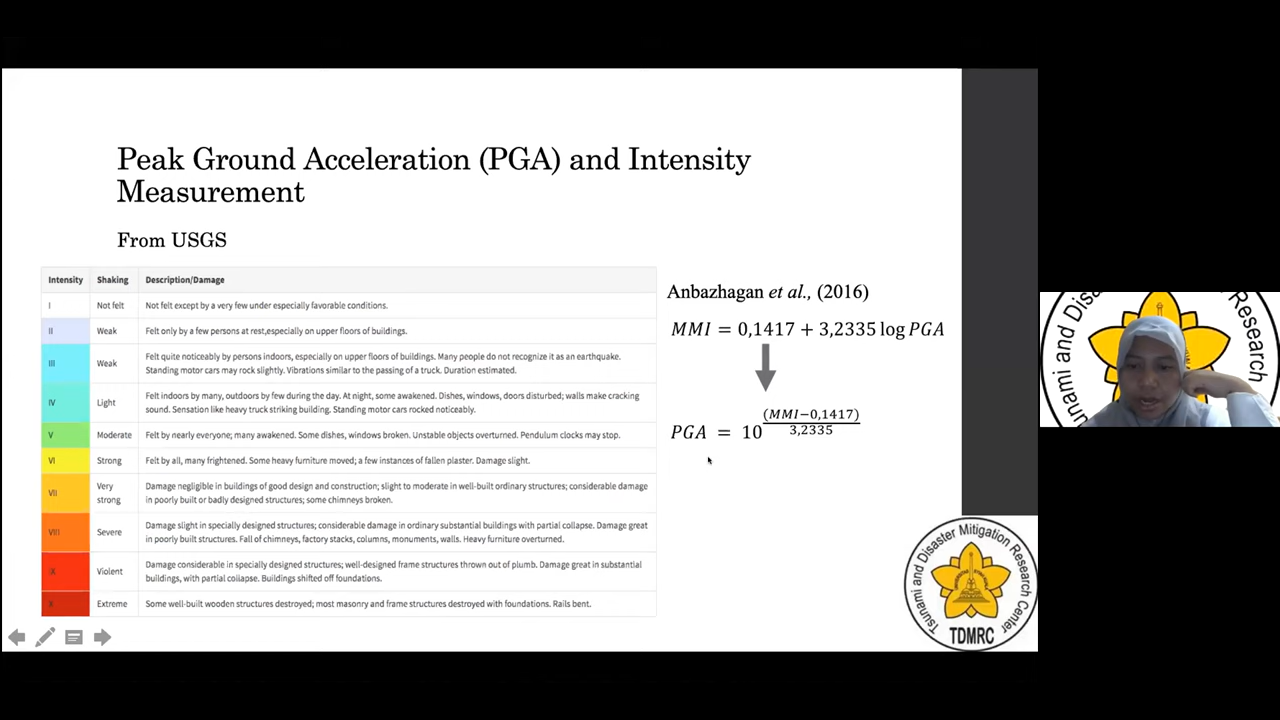 Peak Ground Acceleration (PGA) and Intensity
Measurement
From USGS
Intensity Shaking Description/Damage
I Not felt Not felt except by a very few under especially favorable conditions.
II Weak Felt only by a few persons at rest,especially on upper floors of buildings.
III Weak Felt quite noticeably by persons indoors, especially on upper floors of buildings. Many people do not recognize it as an earthquake.
Standing motor cars may rock slightly. Vibrations similar to the passing of a truck. Duration estimated.
IV Light Felt indoors by many, outdoors by few during the day. At night, some awakened. Dishes, windows, doors disturbed; walls make cracking
sound. Sensation like heavy truck striking building. Standing motor cars rocked noticeably.
V Moderate Felt by nearly everyone; many awakened. Some dishes, windows broken. Unstable objects overturned. Pendulum clocks may stop.
VI Strong Felt by all, many frightened. Some heavy furniture moved; a few instances of fallen plaster. Damage slight.
VII Very strong Damage negligible in buildings of good design and construction; slight to moderate in well-built ordinary structures; considerable damage
in poorly built or badly designed structures; some chimneys broken.
VIII Severe Damage slight in specially designed structures; considerable damage in ordinary substantial buildings with partial collapse. Damage great
in poorly built structures. Fall of chimneys, factory stacks, columns, monuments, walls. Heavy furniture overturned.
IX Violent Damage considerable in specially designed structures; well-designed frame structures thrown out of plumb. Damage great in substantial
buildings, with partial collapse. Buildings shifted off foundations.
X Extreme Some well-built wooden structures destroyed; most masonry and frame structures destroyed with foundations. Rails bent.
Anbazhagan et al., (2016)
MMI = 0,1417 + 3,2335 log PGA
PGA = 10^((MMI−0,1417)/3,2335)
Tsunami and Disaster Mitigation Research Center
TDMRC
Tsunami and Disas
Research